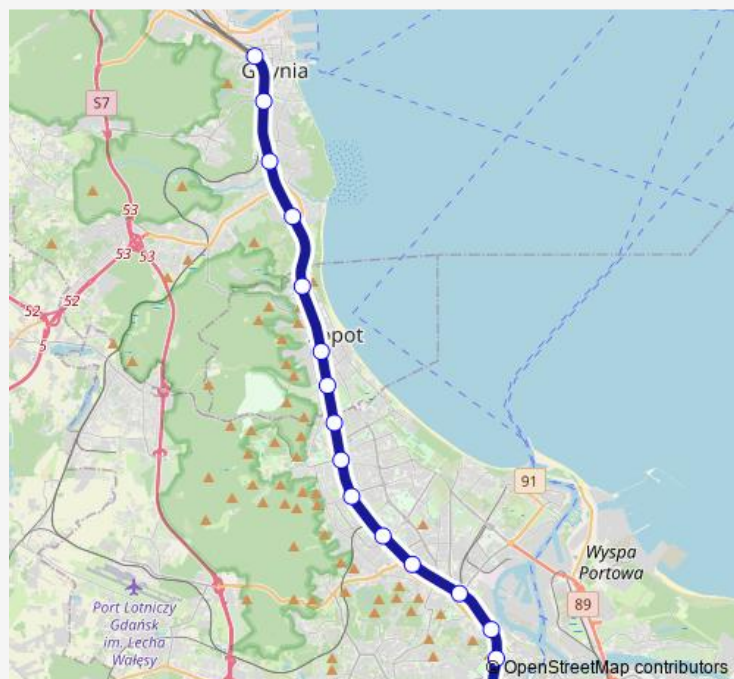 Gdynia
S7
53
53
53
52
52
5
91
Wyspa
Portowa
89
Port Lotniczy
Gdańsk
im. Lecha
Wałęsy
© OpenStreetMap contributors